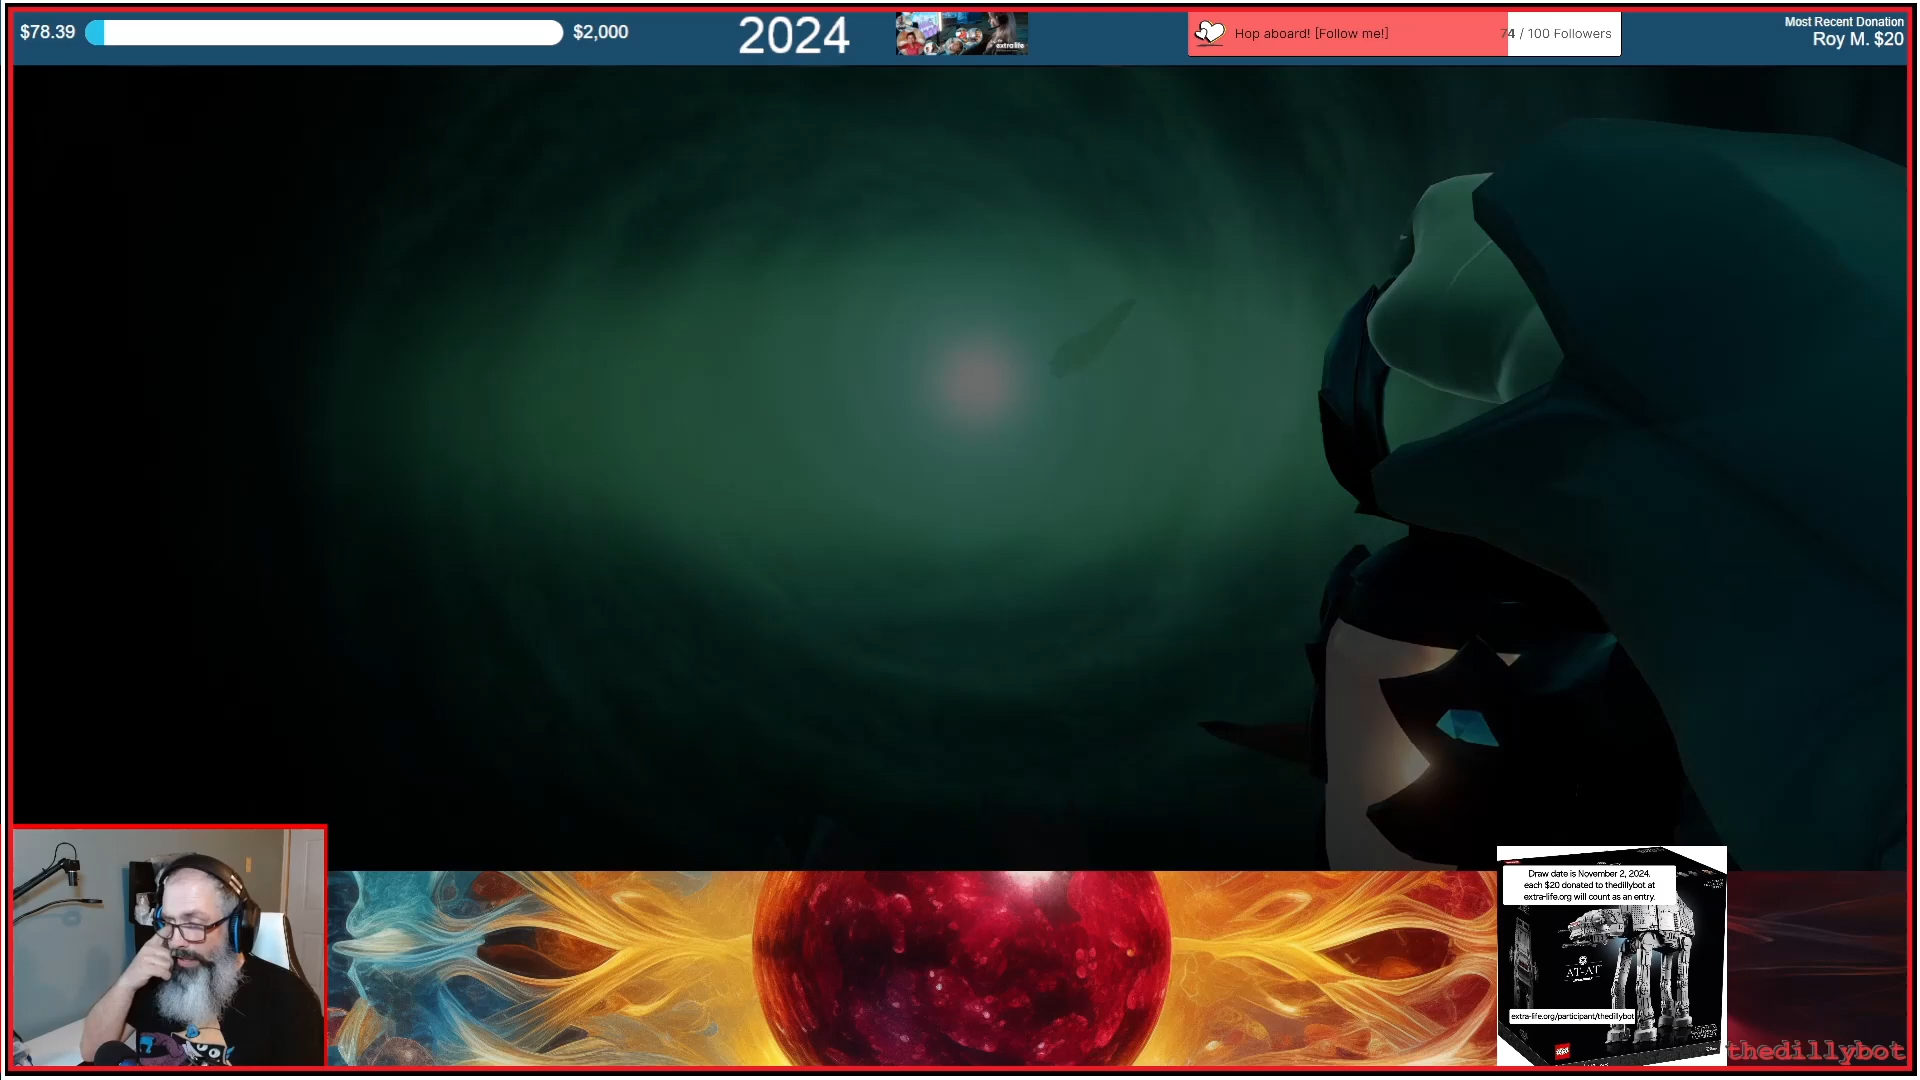 $78.39
$2,000
2024
extralife
Hop aboard! [Follow me!]
74 / 100 Followers
Most Recent Donation
Roy M. $20
Draw date is November 2, 2024.
each $20 donated to thedillybot at
extra-life.org will count as an entry.
AT-AT
extra-life.org/participant/thedillybot
LEGO
thedillybot